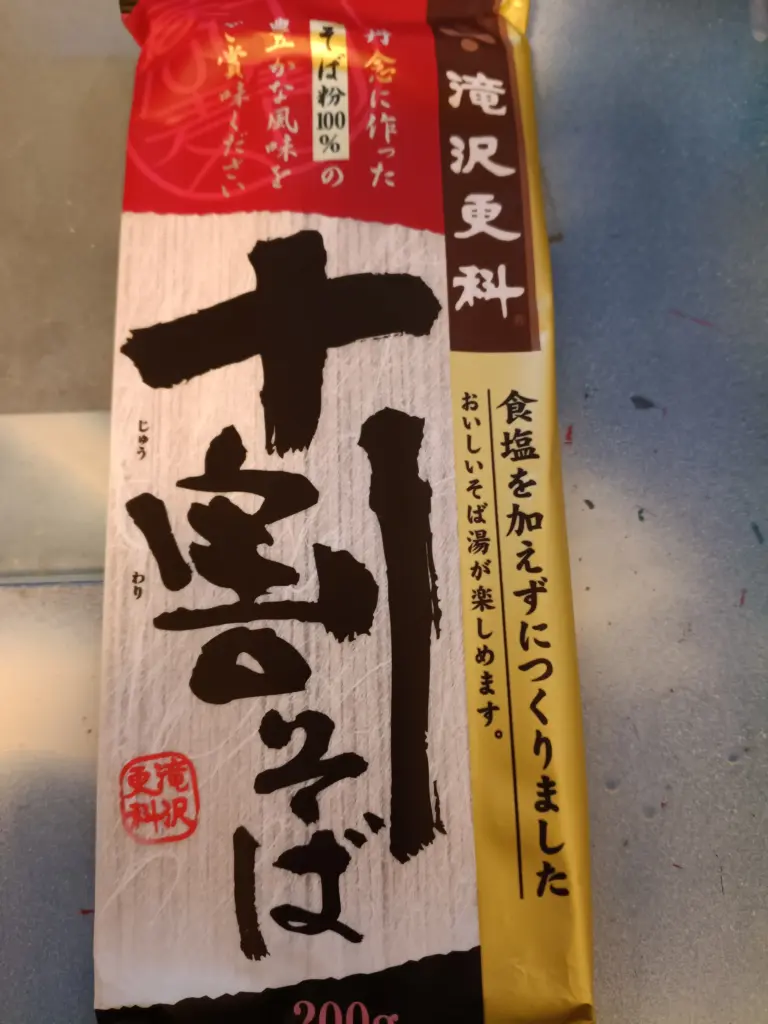 滝沢更科
丹念に作った
そば粉100%の
豊かな風味を
ご賞味ください
十割そば
じゅう
わり
食塩を加えずにつくりました
おいしいそば湯が楽しめます。
滝沢
更科
200g